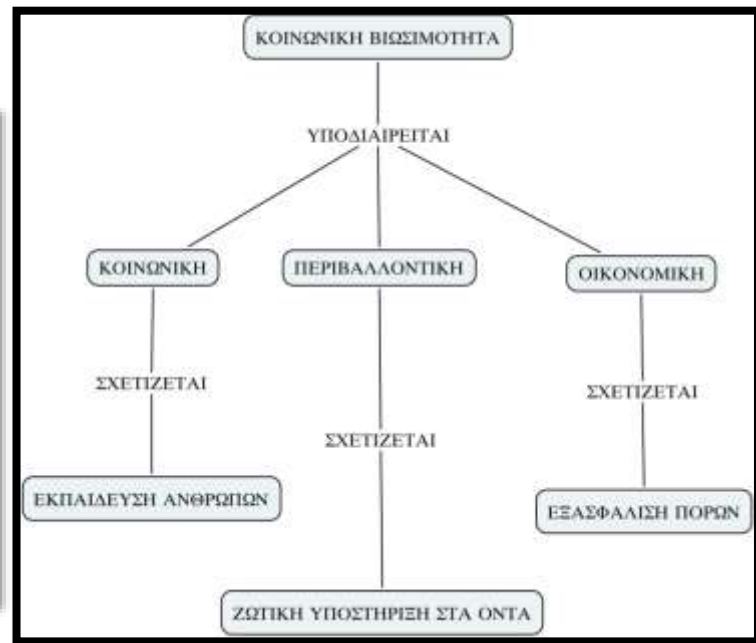 ΚΟΙΝΩΝΙΚΗ ΒΙΩΣΙΜΟΤΗΤΑ
ΥΠΟΔΙΑΙΡΕΙΤΑΙ
ΚΟΙΝΩΝΙΚΗ
ΠΕΡΙΒΑΛΛΟΝΤΙΚΗ
ΟΙΚΟΝΟΜΙΚΗ
ΣΧΕΤΙΖΕΤΑΙ
ΣΧΕΤΙΖΕΤΑΙ
ΣΧΕΤΙΖΕΤΑΙ
ΕΚΠΑΙΔΕΥΣΗ ΑΝΘΡΩΠΩΝ
ΕΞΑΣΦΑΛΙΣΗ ΠΟΡΩΝ
ΖΩΤΙΚΗ ΥΠΟΣΤΗΡΙΞΗ ΣΤΑ ΟΝΤΑ